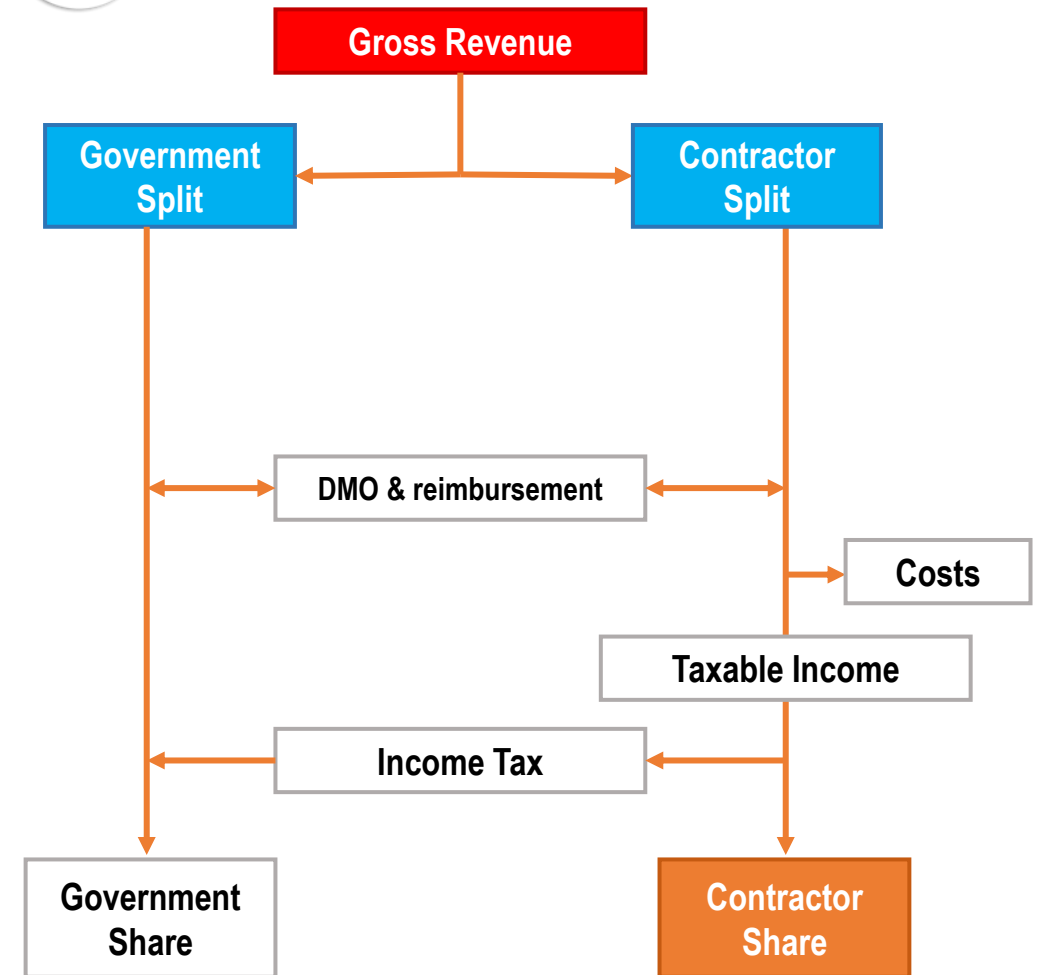 Gross Revenue
Government
Split
Contractor
Split
DMO & reimbursement
Costs
Taxable Income
Income Tax
Government
Share
Contractor
Share